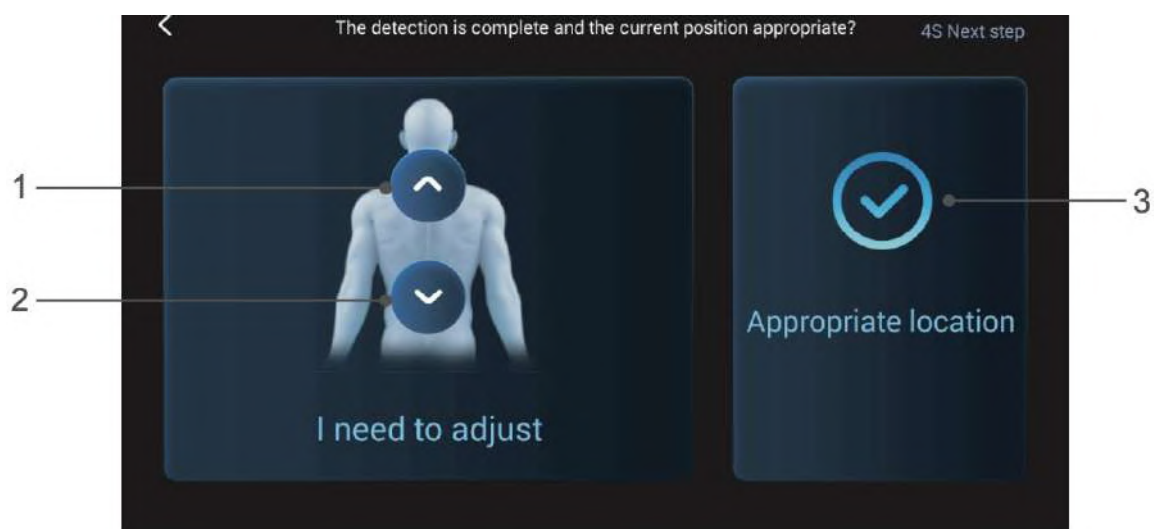 The detection is complete and the current position appropriate?
4S Next step
1
2
3
Appropriate location
I need to adjust